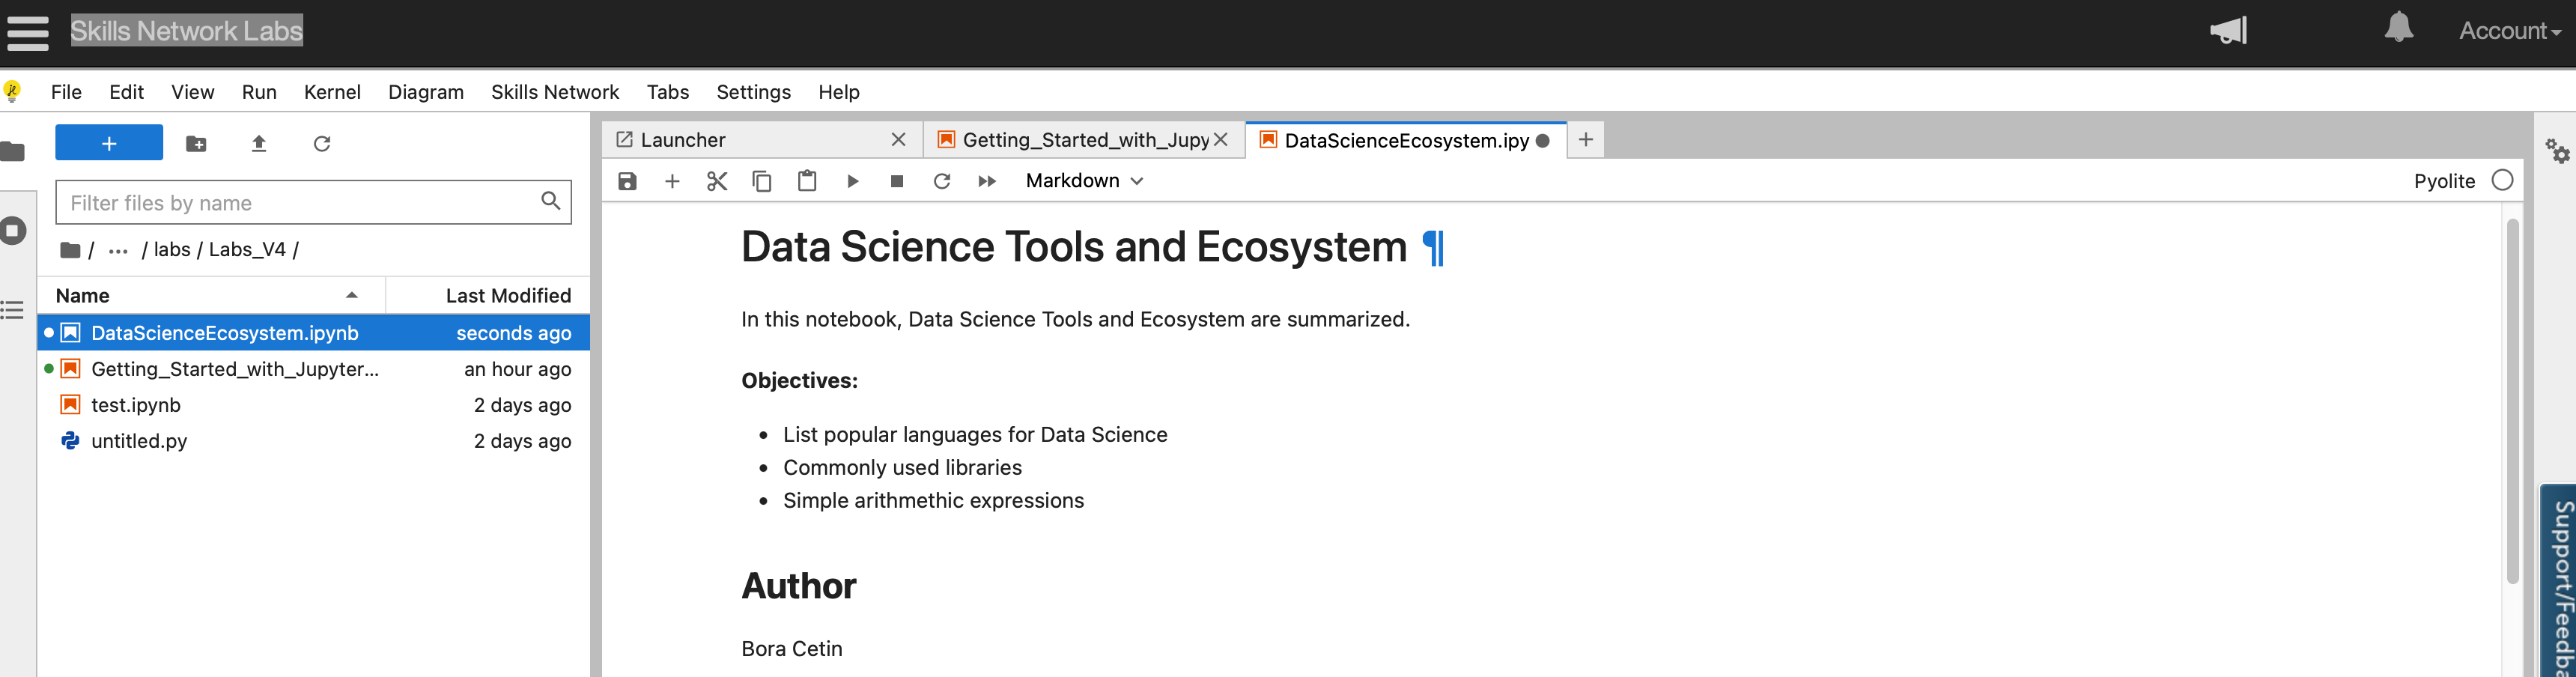 Skills Network Labs
Account
File Edit View Run Kernel Diagram Skills Network Tabs Settings Help
+
Launcher
Getting_Started_with_Jupy
DataScienceEcosystem.ipy
+
Markdown
Pyolite
Filter files by name
/ ... / labs / Labs_V4 /
Name Last Modified
DataScienceEcosystem.ipynb seconds ago
Getting_Started_with_Jupyter... an hour ago
test.ipynb 2 days ago
untitled.py 2 days ago
Data Science Tools and Ecosystem ¶
In this notebook, Data Science Tools and Ecosystem are summarized.
Objectives:
• List popular languages for Data Science
• Commonly used libraries
• Simple arithmethic expressions
Author
Bora Cetin
Support/Feedba